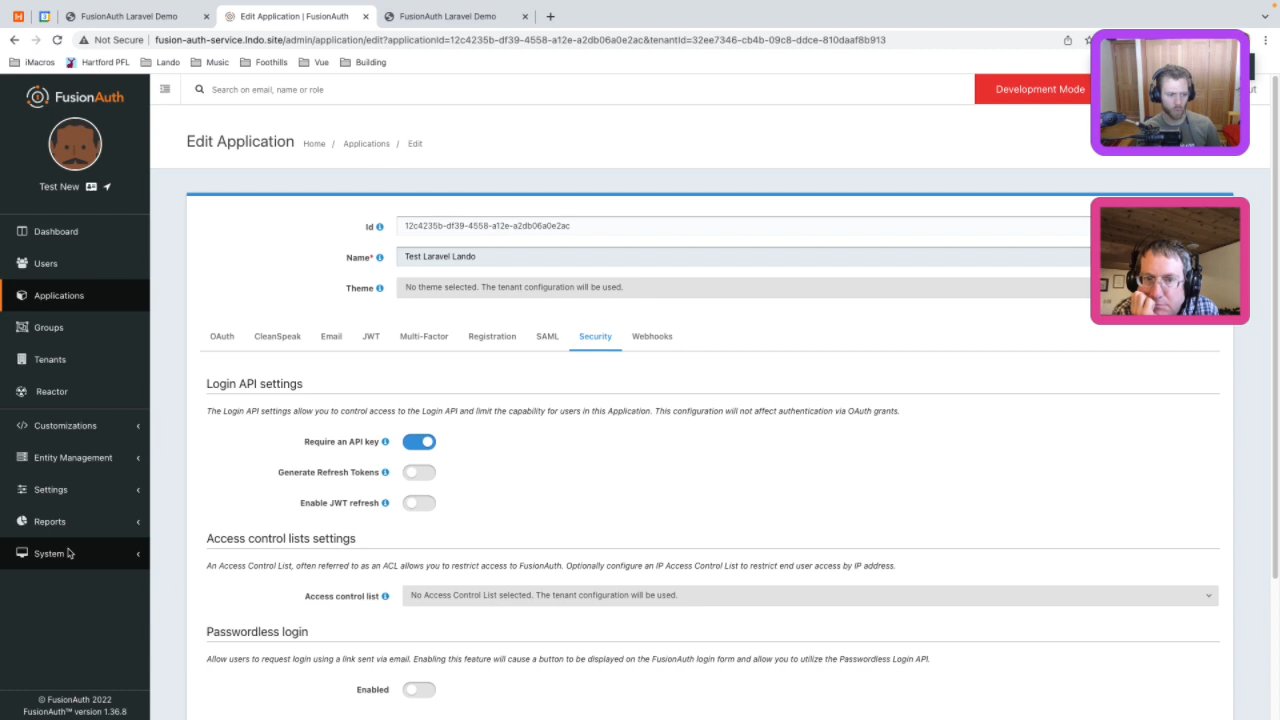 FusionAuth Laravel Demo
Edit Application | FusionAuth
FusionAuth Laravel Demo
Not Secure
fusion-auth-service.lndo.site/admin/application/edit?applicationId=12c4235b-df39-4558-a12e-a2db06a0e2ac&tenantId=32ee7346-cb4b-09c8-ddce-810daaf8b913
iMacros
Hartford PFL
Lando
Music
Foothills
Vue
Building
FusionAuth
Search on email, name or role
Development Mode
Test New
Edit Application
Home / Applications / Edit
Dashboard
Users
Applications
Groups
Tenants
Reactor
Customizations
Entity Management
Settings
Reports
System
Id
12c4235b-df39-4558-a12e-a2db06a0e2ac
Name*
Test Laravel Lando
Theme
No theme selected. The tenant configuration will be used.
OAuth
CleanSpeak
Email
JWT
Multi-Factor
Registration
SAML
Security
Webhooks
Login API settings
The Login API settings allow you to control access to the Login API and limit the capability for users in this Application. This configuration will not affect authentication via OAuth grants.
Require an API key
Generate Refresh Tokens
Enable JWT refresh
Access control lists settings
An Access Control List, often referred to as an ACL allows you to restrict access to FusionAuth. Optionally configure an IP Access Control List to restrict end user access by IP address.
Access control list
No Access Control List selected. The tenant configuration will be used.
Passwordless login
Allow users to request login using a link sent via email. Enabling this feature will cause a button to be displayed on the FusionAuth login form and allow you to utilize the Passwordless Login API.
Enabled
© FusionAuth 2022
FusionAuth™ version 1.36.8